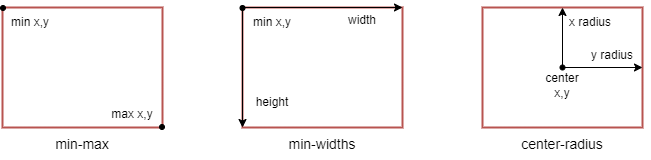 min x,y
max x,y
min-max
min x,y
width
height
min-widths
x radius
y radius
center
x,y
center-radius